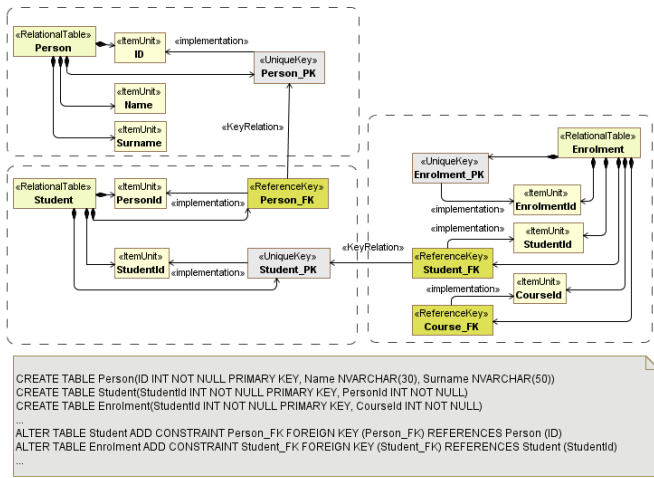 «RelationalTable»
Person
«ItemUnit»
ID
«implementation»
«UniqueKey»
Person_PK
«ItemUnit»
Name
«ItemUnit»
Surname
«KeyRelation»
«RelationalTable»
Student
«ItemUnit»
PersonId
«implementation»
«ReferenceKey»
Person_FK
«ItemUnit»
StudentId
«implementation»
«UniqueKey»
Student_PK
«KeyRelation»
«RelationalTable»
Enrolment
«UniqueKey»
Enrolment_PK
«implementation»
«ItemUnit»
EnrolmentId
«implementation»
«ItemUnit»
StudentId
«ReferenceKey»
Student_FK
«implementation»
«ItemUnit»
CourseId
«ReferenceKey»
Course_FK
CREATE TABLE Person(ID INT NOT NULL PRIMARY KEY, Name NVARCHAR(30), Surname NVARCHAR(50))
CREATE TABLE Student(StudentId INT NOT NULL PRIMARY KEY, PersonId INT NOT NULL)
CREATE TABLE Enrolment(StudentId INT NOT NULL PRIMARY KEY, CourseId INT NOT NULL)
...
ALTER TABLE Student ADD CONSTRAINT Person_FK FOREIGN KEY (Person_FK) REFERENCES Person (ID)
ALTER TABLE Enrolment ADD CONSTRAINT Student_FK FOREIGN KEY (Student_FK) REFERENCES Student (StudentId)
...